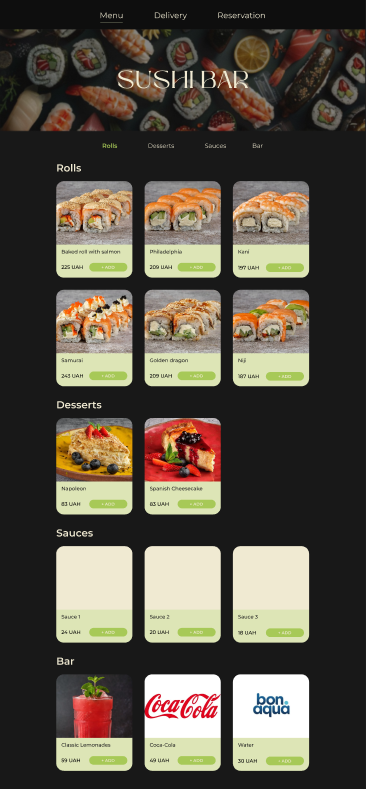 Menu Delivery Reservation
SUSHI BAR
Rolls Desserts Sauces Bar
Rolls
Baked roll with salmon
225 UAH + ADD
Philadelphia
209 UAH + ADD
Kani
197 UAH + ADD
Samurai
243 UAH + ADD
Golden dragon
209 UAH + ADD
Niji
187 UAH + ADD
Desserts
Napoleon
83 UAH + ADD
Spanish Cheesecake
83 UAH + ADD
Sauces
Sauce 1
24 UAH + ADD
Sauce 2
20 UAH + ADD
Sauce 3
18 UAH + ADD
Bar
Classic Lemonades
59 UAH + ADD
Coca-Cola
Coca-Cola
49 UAH + ADD
bon
aqua
Water
30 UAH + ADD